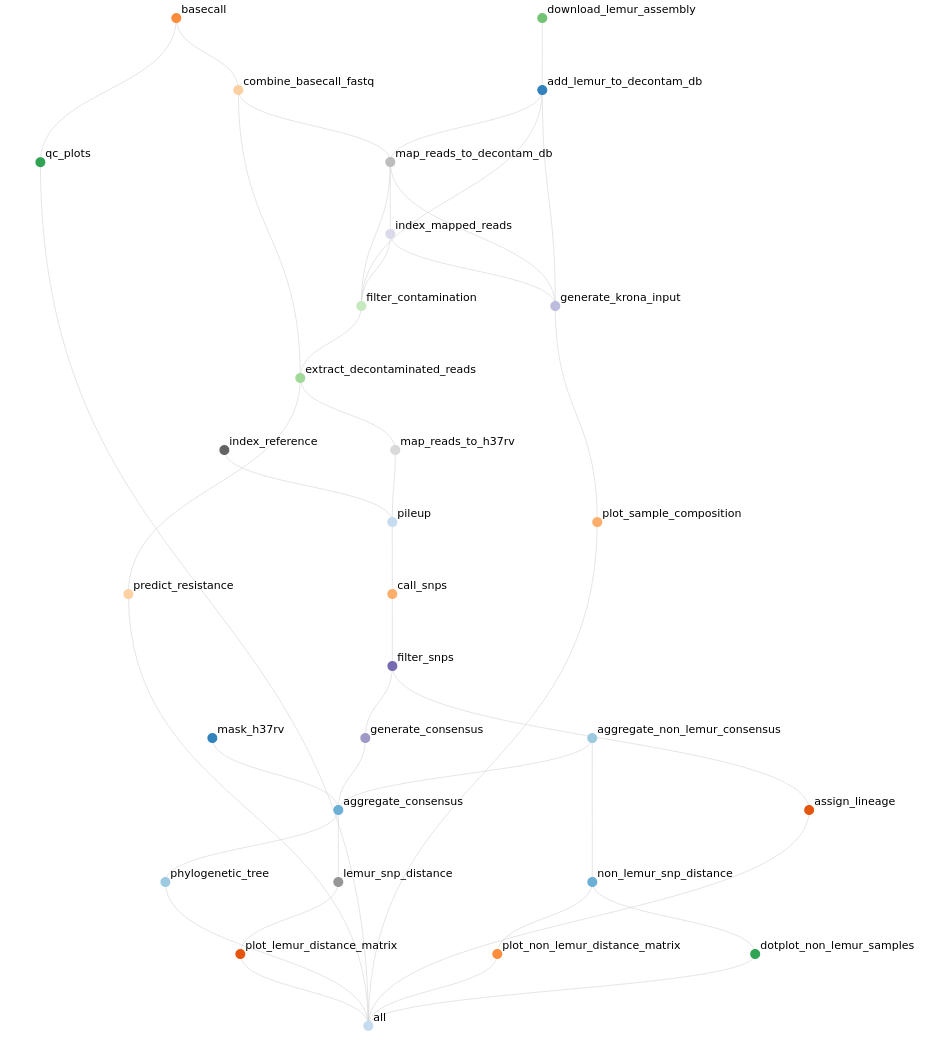 basecall
download_lemur_assembly
combine_basecall_fastq
add_lemur_to_decontam_db
qc_plots
map_reads_to_decontam_db
index_mapped_reads
filter_contamination
generate_krona_input
extract_decontaminated_reads
index_reference
map_reads_to_h37rv
pileup
plot_sample_composition
predict_resistance
call_snps
filter_snps
mask_h37rv
generate_consensus
aggregate_non_lemur_consensus
aggregate_consensus
assign_lineage
phylogenetic_tree
lemur_snp_distance
non_lemur_snp_distance
plot_lemur_distance_matrix
plot_non_lemur_distance_matrix
dotplot_non_lemur_samples
all